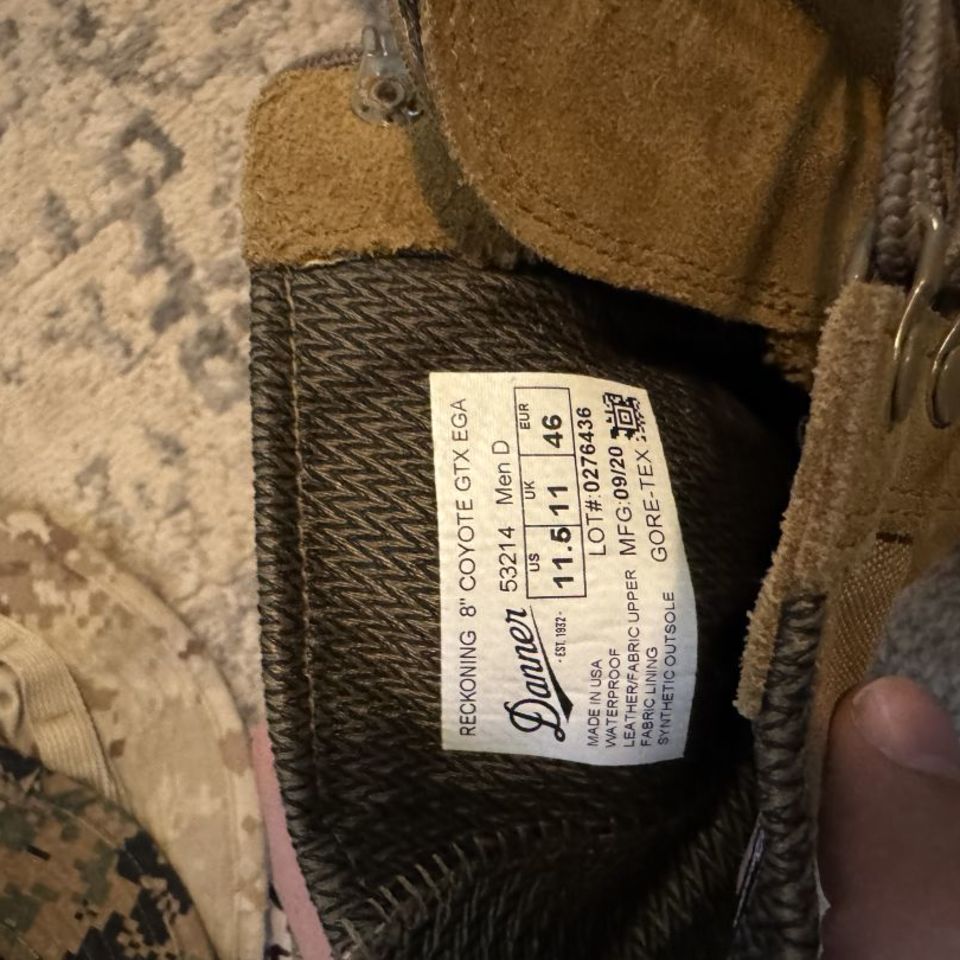 RECKONING 8" COYOTE GTX EGA
Danner
· EST. 1932 ·
53214 Men D
US UK EUR
11.5 11 46
MADE IN USA
WATERPROOF
LEATHER/FABRIC UPPER
FABRIC LINING
SYNTHETIC OUTSOLE
LOT#:0276436
MFG:09/20
GORE-TEX